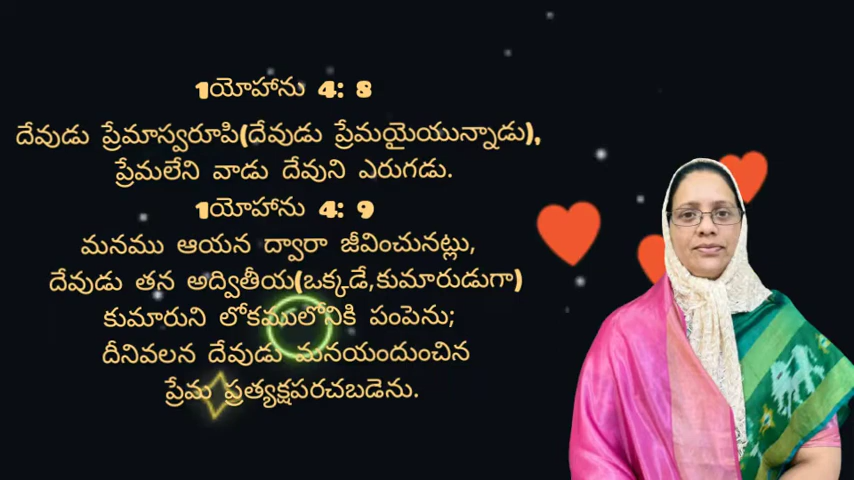 1యోహాను 4: 8
దేవుడు ప్రేమాస్వరూపి(దేవుడు ప్రేమయైయున్నాడు),
ప్రేమలేని వాడు దేవుని ఎరుగడు.
1యోహాను 4: 9
మనము ఆయన ద్వారా జీవించునట్లు,
దేవుడు తన అద్వితీయ(ఒక్కడే,కుమారుడుగా)
కుమారుని లోకములోనికి పంపెను;
దీనివలన దేవుడు మనయందుంచిన
ప్రేమ ప్రత్యక్షపరచబడెను.